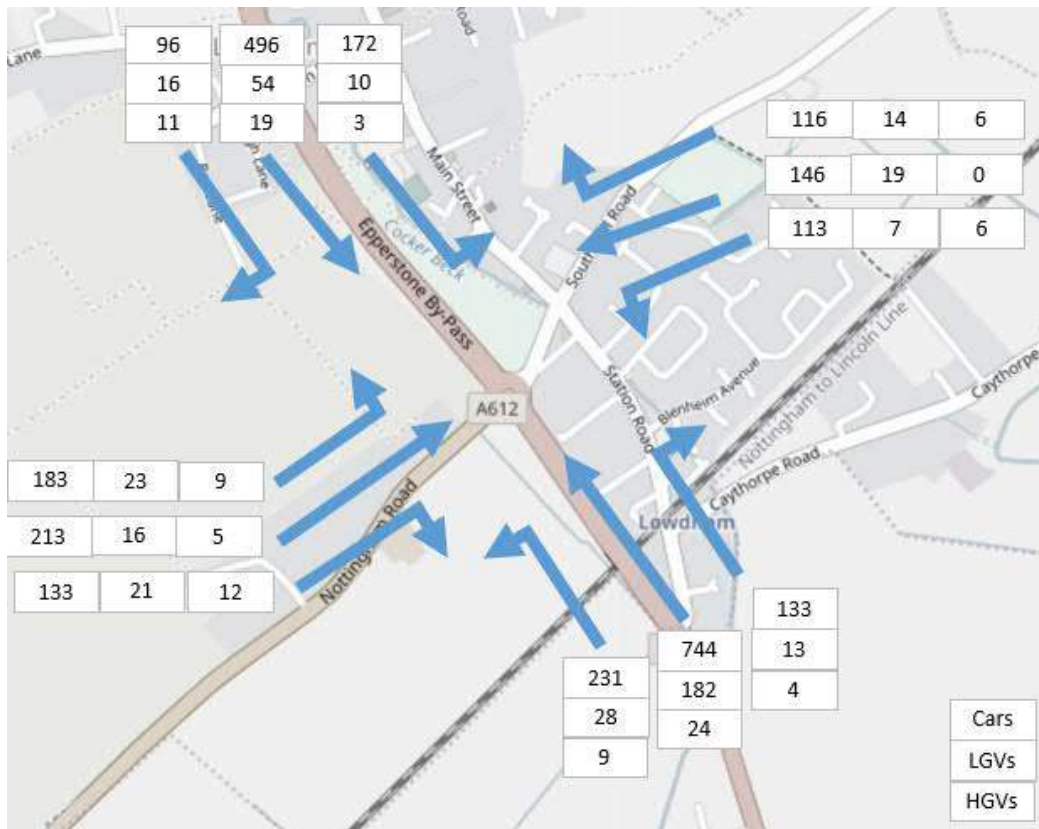 Lane
96 496 172
16 54 10
11 19 3
Road
116 14 6
146 19 0
113 7 6
Main Street
Cocker Beck
Epperstone By-Pass
Station Road
Blenheim Avenue
Nottingham to Lincoln Line
Caythorpe
Caythorpe Road
A612
183 23 9
213 16 5
133 21 12
Nottingham Road
Lowdham
231
28
9
744
182
24
133
13
4
Cars
LGVs
HGVs